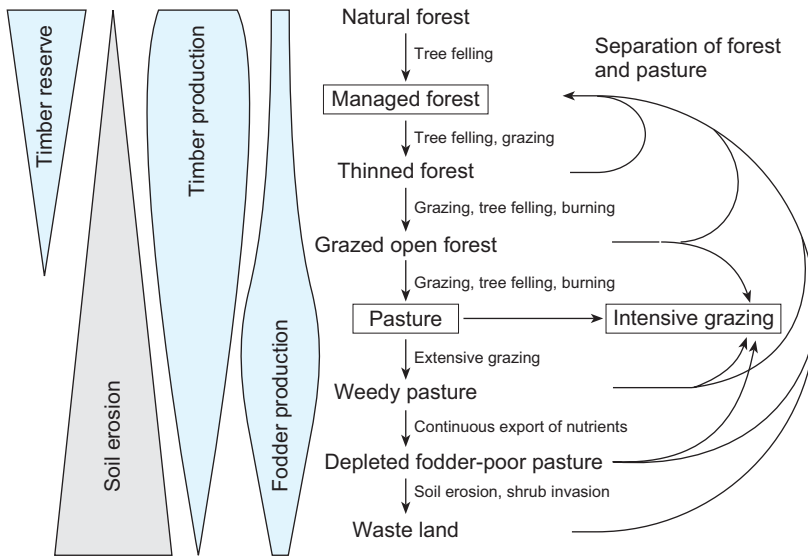 Timber reserve
Soil erosion
Timber production
Fodder production
Natural forest
Tree felling
Separation of forest
and pasture
Managed forest
Tree felling, grazing
Thinned forest
Grazing, tree felling, burning
Grazed open forest
Grazing, tree felling, burning
Pasture
Intensive grazing
Extensive grazing
Weedy pasture
Continuous export of nutrients
Depleted fodder-poor pasture
Soil erosion, shrub invasion
Waste land